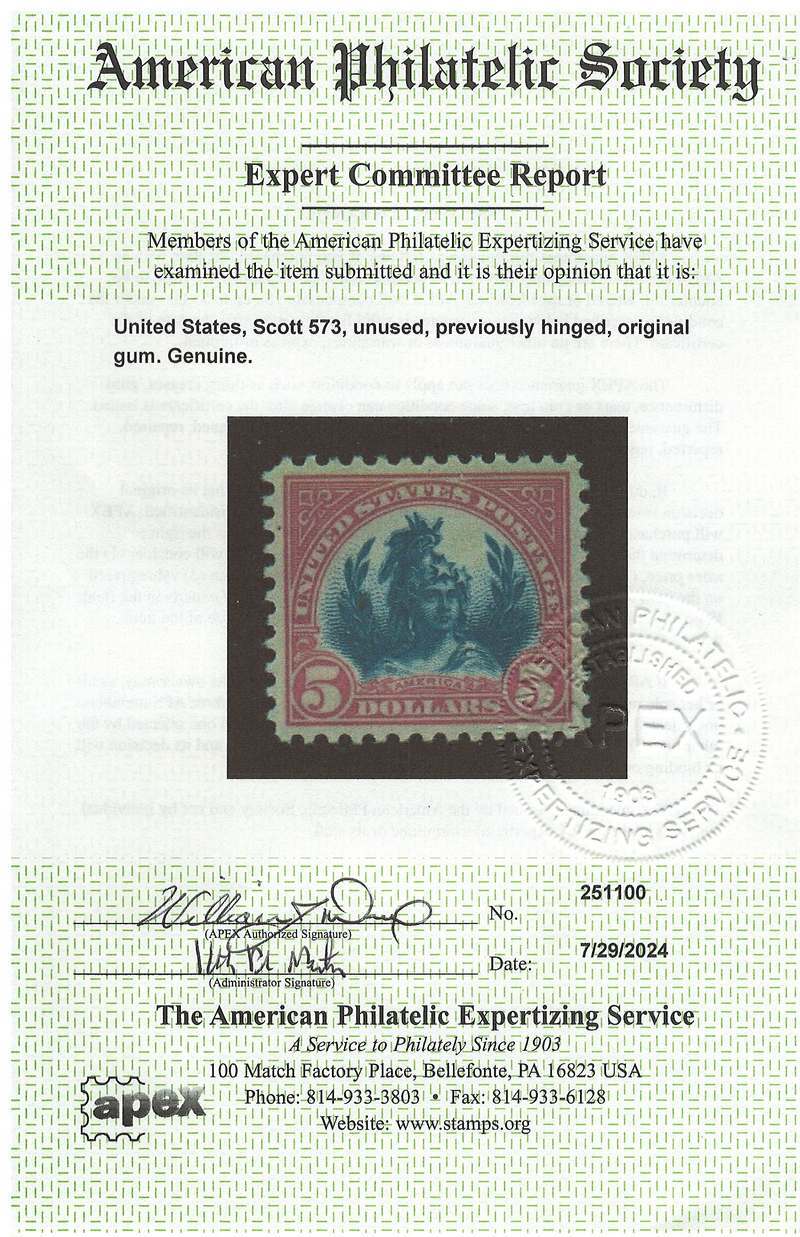 American Philatelic Society
Expert Committee Report
Members of the American Philatelic Expertizing Service have
examined the item submitted and it is their opinion that it is:
United States, Scott 573, unused, previously hinged, original
gum. Genuine.
UNITED STATES POSTAGE
AMERICA
5 5
DOLLARS
AMERICAN PHILATELIC
ESTABLISHED
APEX
1903
EXPERTIZING SERVICE
No. 251100
(APEX Authorized Signature)
Date: 7/29/2024
(Administrator Signature)
The American Philatelic Expertizing Service
A Service to Philately Since 1903
100 Match Factory Place, Bellefonte, PA 16823 USA
apex
Phone: 814-933-3803 • Fax: 814-933-6128
Website: www.stamps.org